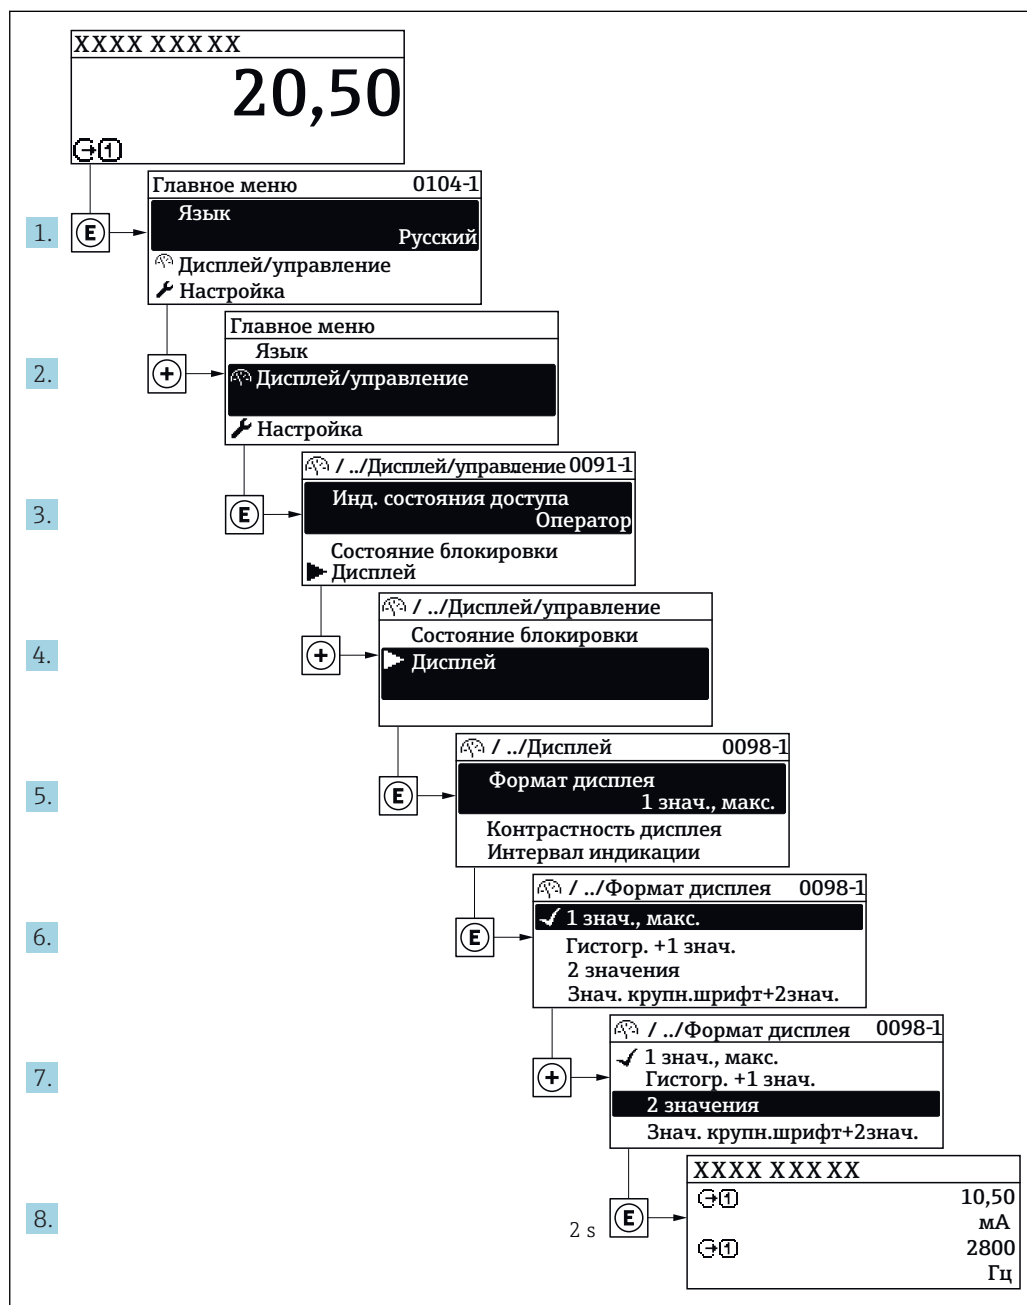 XXXX XXX XX
20,50
1
Главное меню 0104-1
Язык
Русский
Дисплей/управление
Настройка
1. E
Главное меню
Язык
Дисплей/управление
Настройка
2. +
/ ../Дисплей/управление 0091-1
Инд. состояния доступа
Оператор
Состояние блокировки
Дисплей
3. E
/ ../Дисплей/управление
Состояние блокировки
Дисплей
4. +
/ ../Дисплей 0098-1
Формат дисплея
1 знач., макс.
Контрастность дисплея
Интервал индикации
5. E
/ ../Формат дисплея 0098-1
1 знач., макс.
Гистогр. +1 знач.
2 значения
Знач. крупн.шрифт+2знач.
6. E
/ ../Формат дисплея 0098-1
1 знач., макс.
Гистогр. +1 знач.
2 значения
Знач. крупн.шрифт+2знач.
7. +
XXXX XXX XX
1 10,50
мА
1 2800
Гц
8. 2 s E